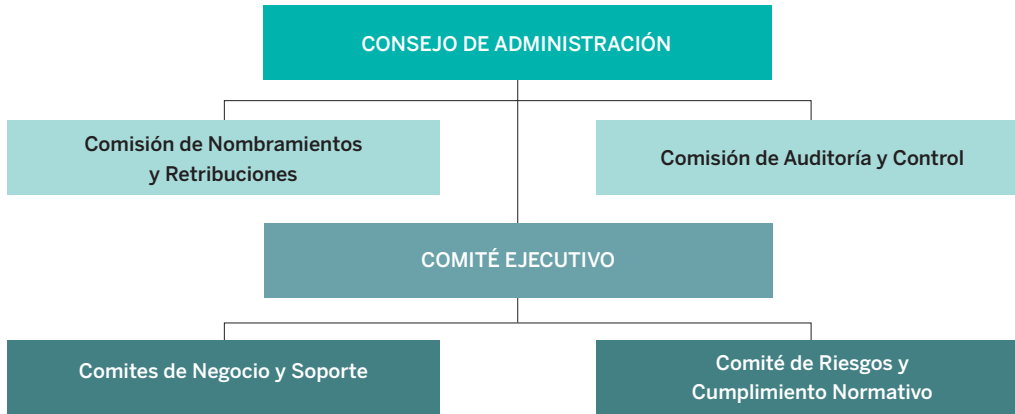 CONSEJO DE ADMINISTRACIÓN
Comisión de Nombramientos
y Retribuciones
Comisión de Auditoría y Control
COMITÉ EJECUTIVO
Comites de Negocio y Soporte
Comité de Riesgos y
Cumplimiento Normativo